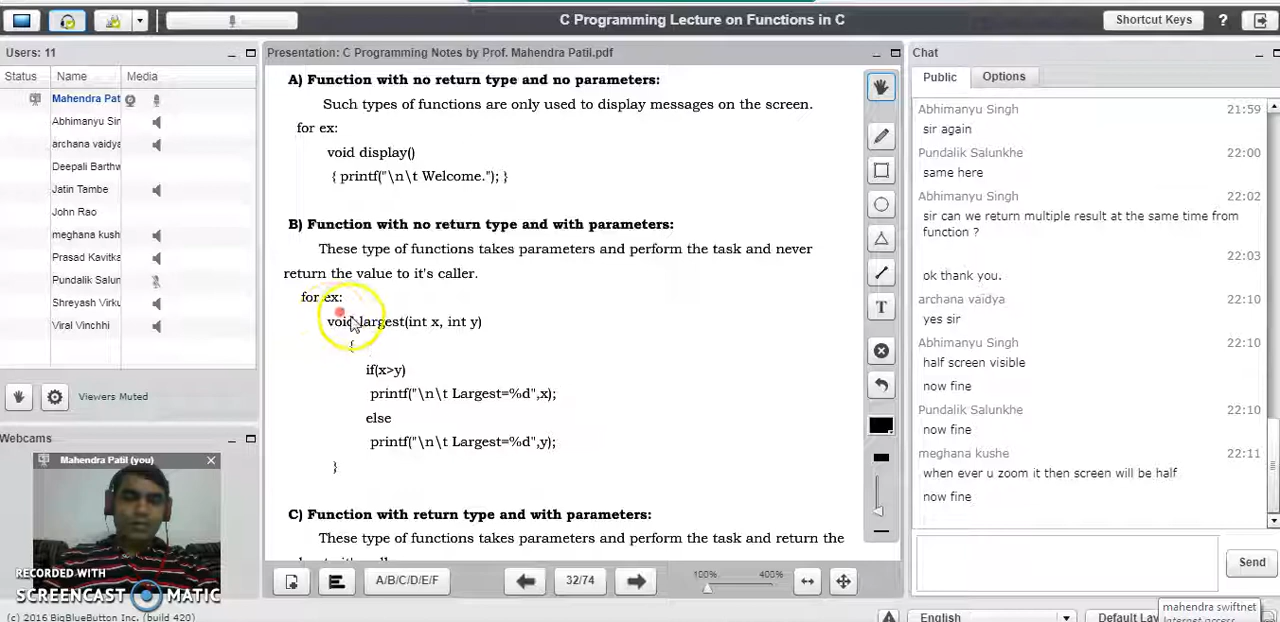 C Programming Lecture on Functions in C
Shortcut Keys
?
Users: 11
Status Name Media
Mahendra Pat
Abhimanyu Sir
archana vaidya
Deepali Barthw
Jatin Tambe
John Rao
meghana kush
Prasad Kavitka
Pundalik Salun
Shreyash Virku
Viral Vinchhi
Viewers Muted
Webcams
Mahendra Patil (you)
RECORDED WITH
SCREENCAST MATIC
(c) 2016 BigBlueButton Inc. (build 420)
Presentation: C Programming Notes by Prof. Mahendra Patil.pdf
A) Function with no return type and no parameters:
Such types of functions are only used to display messages on the screen.
for ex:
void display()
{ printf("\n\t Welcome."); }
B) Function with no return type and with parameters:
These type of functions takes parameters and perform the task and never
return the value to it's caller.
for ex:
void largest(int x, int y)
{
if(x>y)
printf("\n\t Largest=%d",x);
else
printf("\n\t Largest=%d",y);
}
C) Function with return type and with parameters:
These type of functions takes parameters and perform the task and return the
T
A/B/C/D/E/F
32/74
100% 400%
Chat
Public Options
Abhimanyu Singh 21:59
sir again
Pundalik Salunkhe 22:00
same here
Abhimanyu Singh 22:02
sir can we return multiple result at the same time from
function ?
22:03
ok thank you.
archana vaidya 22:10
yes sir
Abhimanyu Singh 22:10
half screen visible
now fine
Pundalik Salunkhe 22:10
now fine
meghana kushe 22:11
when ever u zoom it then screen will be half
now fine
Send
English
Default Lay
mahendra swiftnet
Internet access